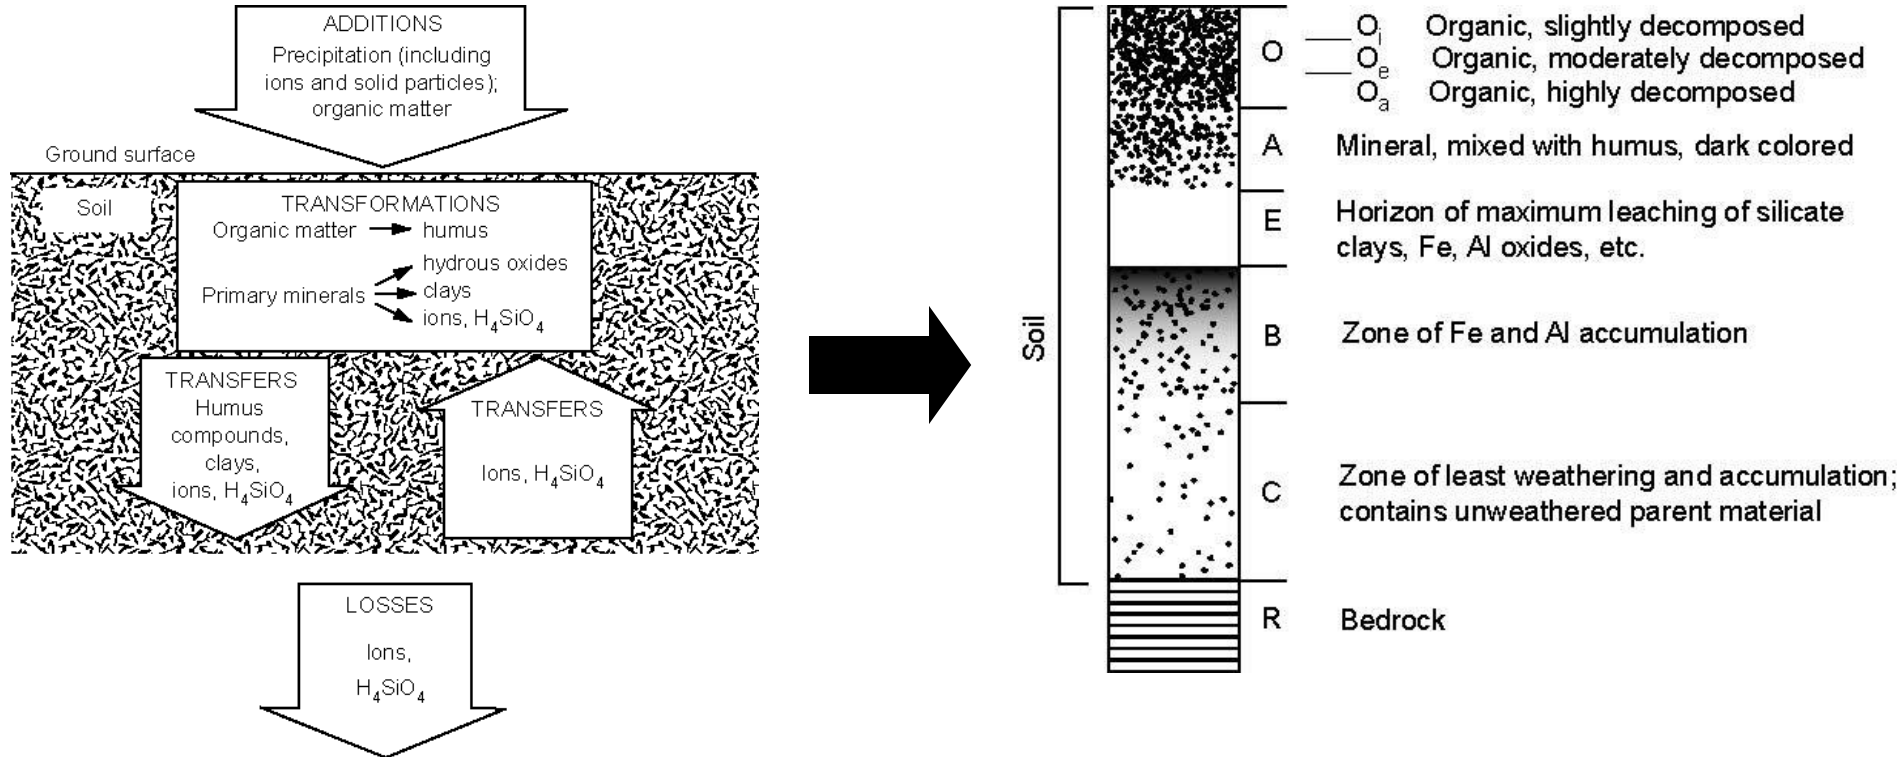 ADDITIONS
Precipitation (including
ions and solid particles);
organic matter
Ground surface
Soil
TRANSFORMATIONS
Organic matter → humus
hydrous oxides
Primary minerals → clays
ions, H₄SiO₄
TRANSFERS
Humus
compounds,
clays,
ions, H₄SiO₄
TRANSFERS
Ions, H₄SiO₄
LOSSES
Ions,
H₄SiO₄
Soil
O
Oᵢ Organic, slightly decomposed
Oₑ Organic, moderately decomposed
Oₐ Organic, highly decomposed
A Mineral, mixed with humus, dark colored
E Horizon of maximum leaching of silicate
clays, Fe, Al oxides, etc.
B Zone of Fe and Al accumulation
C Zone of least weathering and accumulation;
contains unweathered parent material
R Bedrock